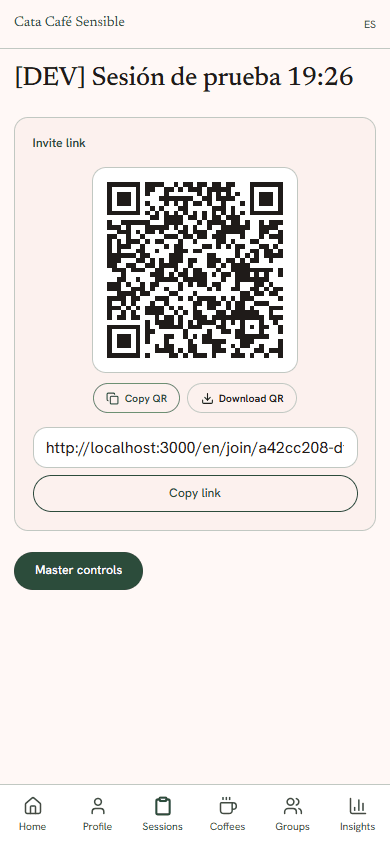 Cata Café Sensible
ES
[DEV] Sesión de prueba 19:26
Invite link
Copy QR
Download QR
http://localhost:3000/en/join/a42cc208-d
Copy link
Master controls
Home
Profile
Sessions
Coffees
Groups
Insights